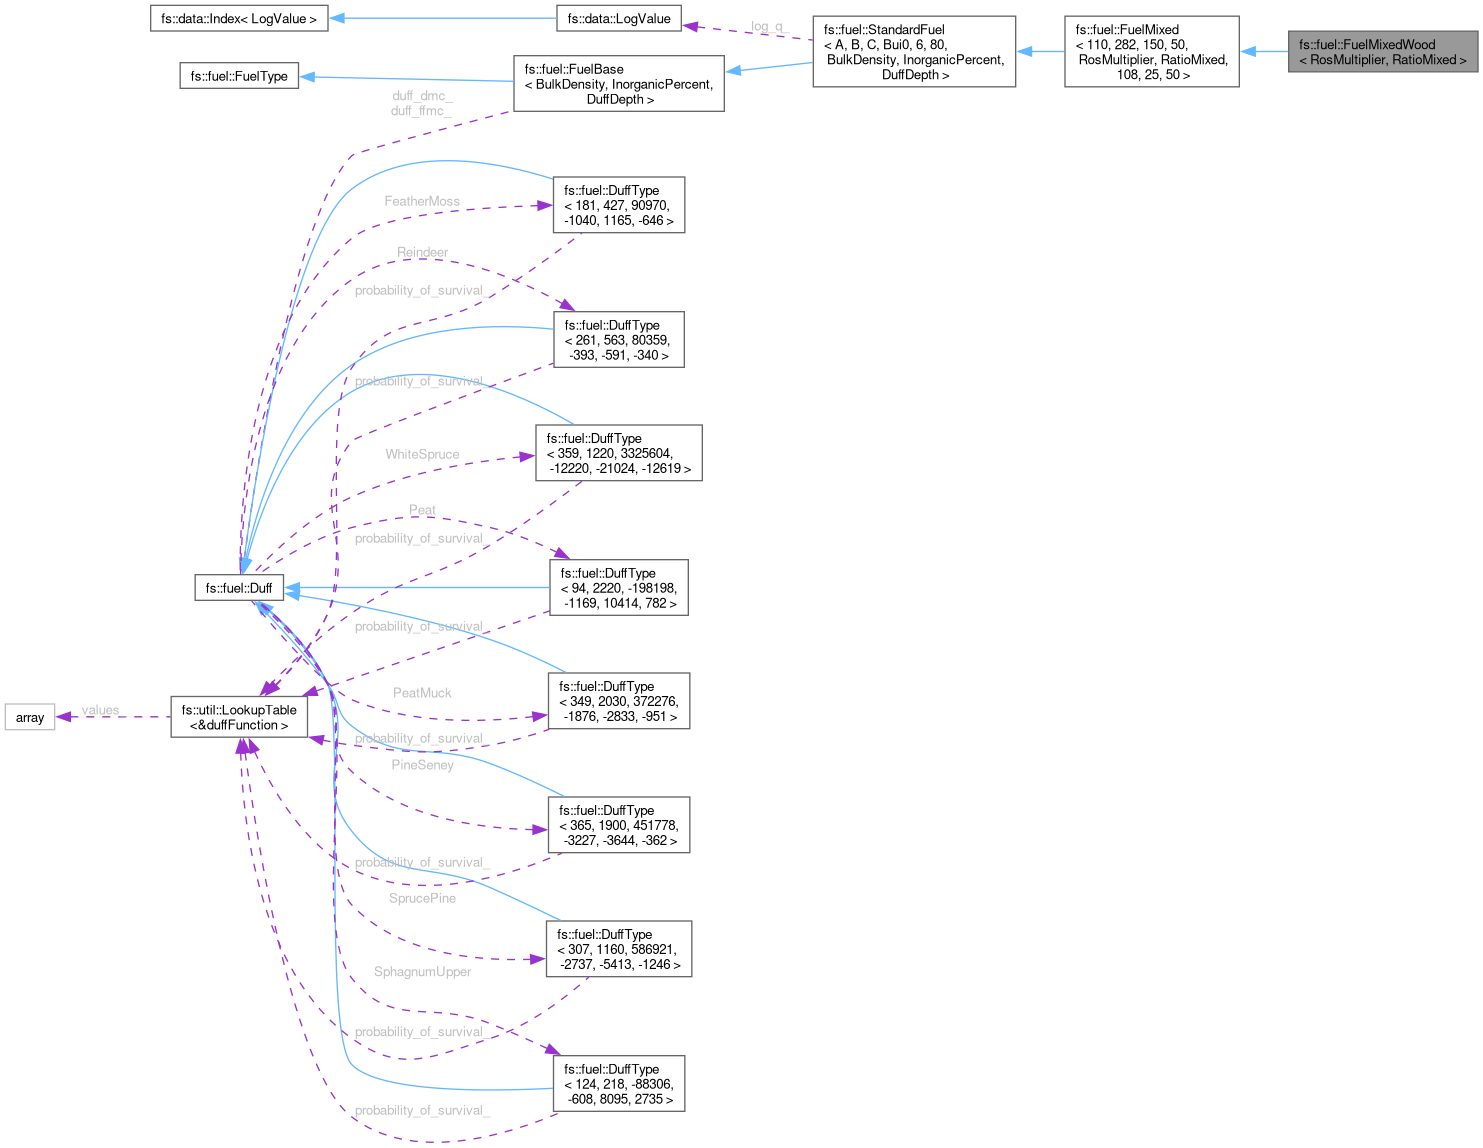 fs::data::Index< LogValue >
fs::data::LogValue
log_q_
fs::fuel::StandardFuel
< A, B, C, Bui0, 6, 80,
BulkDensity, InorganicPercent,
DuffDepth >
fs::fuel::FuelMixed
< 110, 282, 150, 50,
RosMultiplier, RatioMixed,
108, 25, 50 >
fs::fuel::FuelMixedWood
< RosMultiplier, RatioMixed >
fs::fuel::FuelType
fs::fuel::FuelBase
< BulkDensity, InorganicPercent,
DuffDepth >
duff_dmc_
duff_ffmc_
fs::fuel::DuffType
< 181, 427, 90970,
-1040, 1165, -646 >
FeatherMoss
Reindeer
probability_of_survival_
fs::fuel::DuffType
< 261, 563, 80359,
-393, -591, -340 >
probability_of_survival_
fs::fuel::DuffType
< 359, 1220, 3325604,
-12220, -21024, -12619 >
WhiteSpruce
Peat
probability_of_survival_
fs::fuel::Duff
fs::fuel::DuffType
< 94, 2220, -198198,
-1169, 10414, 782 >
probability_of_survival_
fs::fuel::DuffType
< 349, 2030, 372276,
-1876, -2833, -951 >
PeatMuck
array
values
fs::util::LookupTable
<&duffFunction >
probability_of_survival_
PineSeney
fs::fuel::DuffType
< 365, 1900, 451778,
-3227, -3644, -362 >
probability_of_survival_
SprucePine
fs::fuel::DuffType
< 307, 1160, 586921,
-2737, -5413, -1246 >
SphagnumUpper
probability_of_survival_
fs::fuel::DuffType
< 124, 218, -88306,
-608, 8095, 2735 >
probability_of_survival_